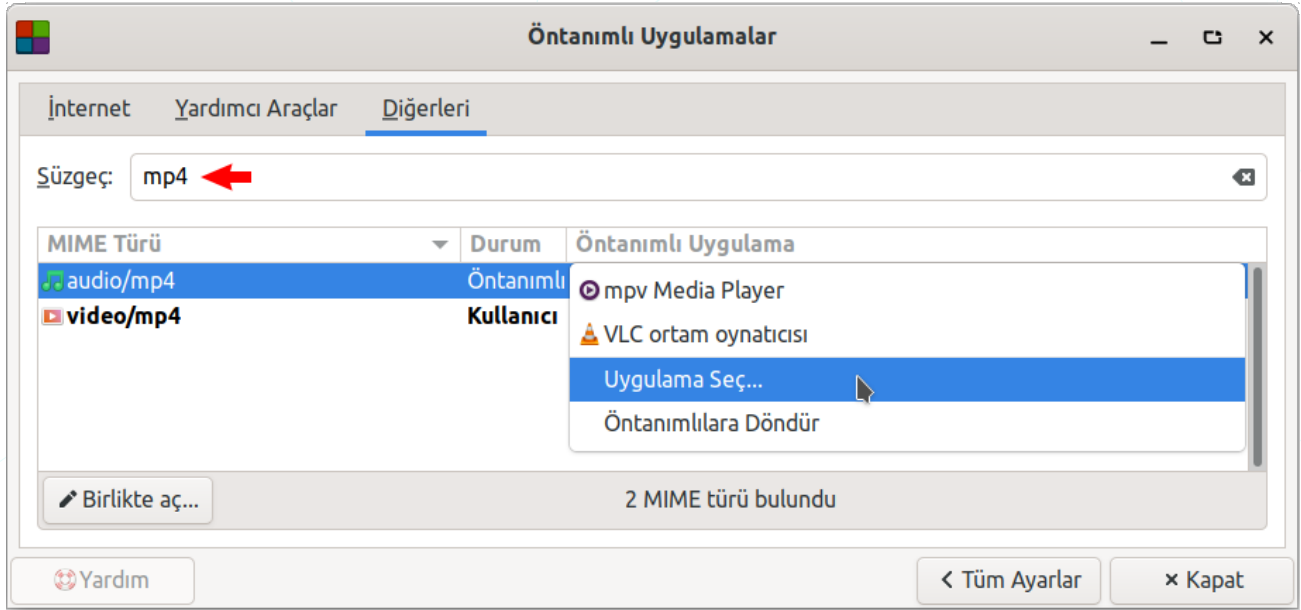 Öntanımlı Uygulamalar
İnternet Yardımcı Araçlar Diğerleri
Süzgeç: mp4
MIME Türü Durum Öntanımlı Uygulama
audio/mp4 Öntanımlı
video/mp4 Kullanıcı
mpv Media Player
VLC ortam oynatıcısı
Uygulama Seç...
Öntanımlılara Döndür
Birlikte aç... 2 MIME türü bulundu
Yardım Tüm Ayarlar Kapat